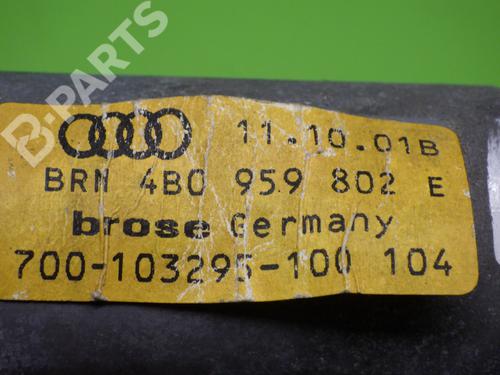 B-PARTS
11.10.01B
BRN 4B0 959 802 E
brose Germany
700-103295-100 104